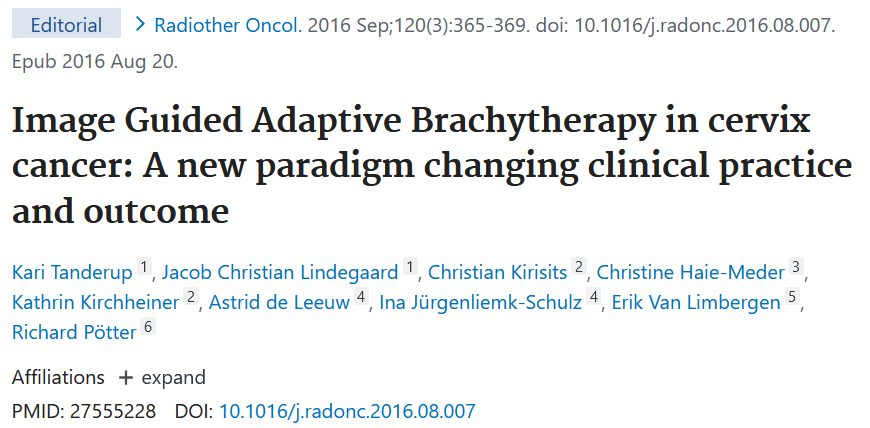 Editorial > Radiother Oncol. 2016 Sep;120(3):365-369. doi: 10.1016/j.radonc.2016.08.007.
Epub 2016 Aug 20.
Image Guided Adaptive Brachytherapy in cervix
cancer: A new paradigm changing clinical practice
and outcome
Kari Tanderup 1, Jacob Christian Lindegaard 1, Christian Kirisits 2, Christine Haie-Meder 3,
Kathrin Kirchheiner 2, Astrid de Leeuw 4, Ina Jürgenliemk-Schulz 4, Erik Van Limbergen 5,
Richard Pötter 6
Affiliations + expand
PMID: 27555228 DOI: 10.1016/j.radonc.2016.08.007